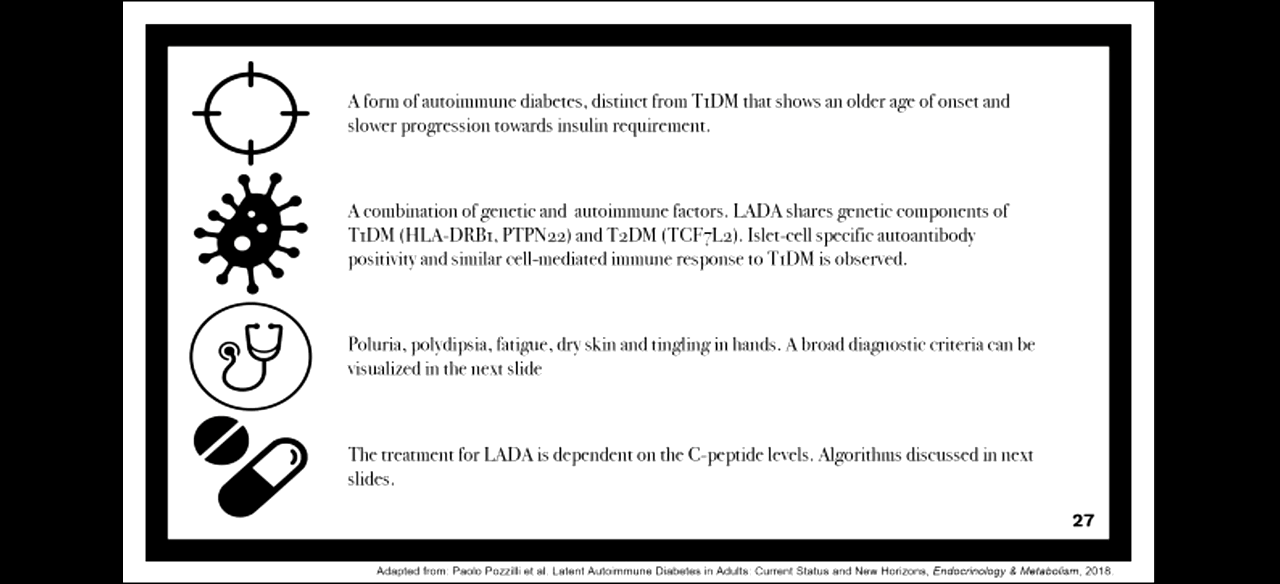 A form of autoimmune diabetes, distinct from T1DM that shows an older age of onset and
slower progression towards insulin requirement.
A combination of genetic and autoimmune factors. LADA shares genetic components of
T1DM (HLA-DRB1, PTPN22) and T2DM (TCF7L2). Islet-cell specific autoantibody
positivity and similar cell-mediated immune response to T1DM is observed.
Poluria, polydipsia, fatigue, dry skin and tingling in hands. A broad diagnostic criteria can be
visualized in the next slide
The treatment for LADA is dependent on the C-peptide levels. Algorithms discussed in next
slides.
27
Adapted from: Paolo Pozzilli et al. Latent Autoimmune Diabetes in Adults: Current Status and New Horizons, Endocrinology & Metabolism, 2018.